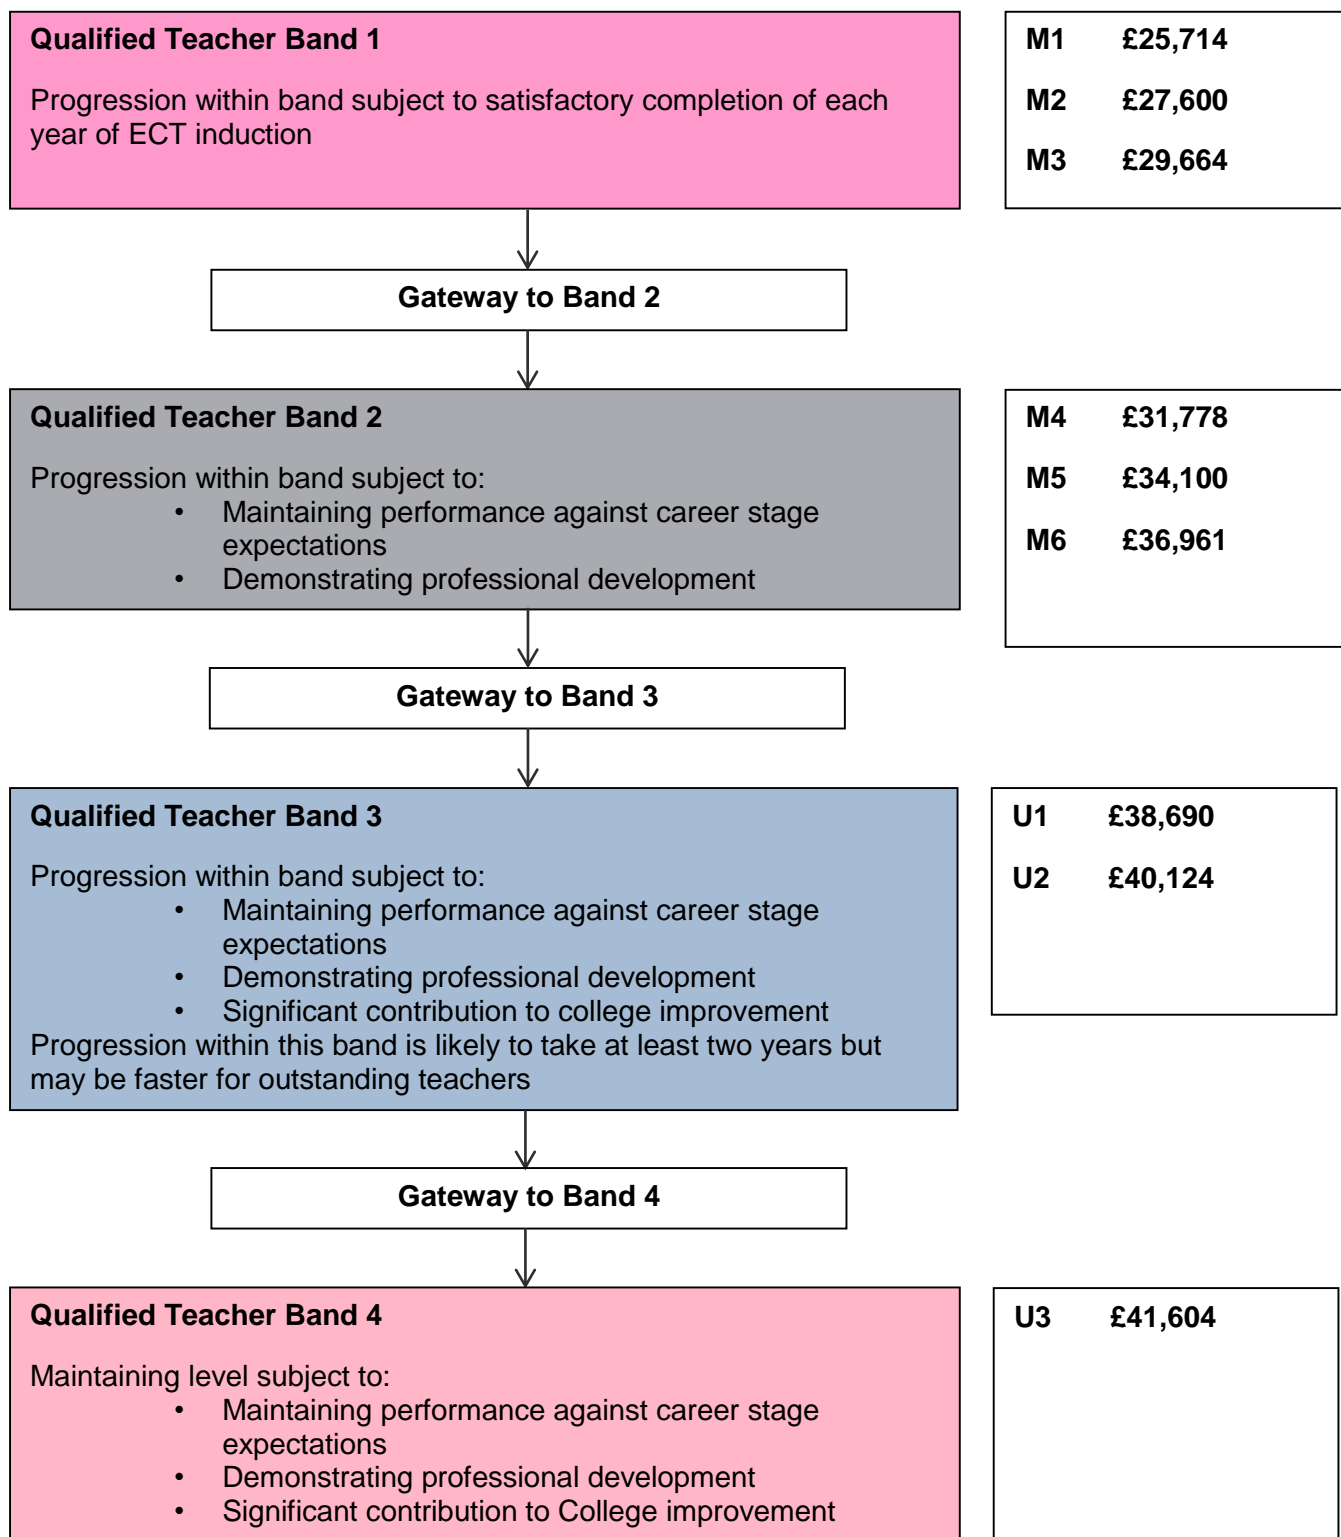 Qualified Teacher Band 1
Progression within band subject to satisfactory completion of each
year of ECT induction
M1 £25,714
M2 £27,600
M3 £29,664
Gateway to Band 2
Qualified Teacher Band 2
Progression within band subject to:
• Maintaining performance against career stage
expectations
• Demonstrating professional development
M4 £31,778
M5 £34,100
M6 £36,961
Gateway to Band 3
Qualified Teacher Band 3
Progression within band subject to:
• Maintaining performance against career stage
expectations
• Demonstrating professional development
• Significant contribution to college improvement
Progression within this band is likely to take at least two years but
may be faster for outstanding teachers
U1 £38,690
U2 £40,124
Gateway to Band 4
Qualified Teacher Band 4
Maintaining level subject to:
• Maintaining performance against career stage
expectations
• Demonstrating professional development
• Significant contribution to College improvement
U3 £41,604